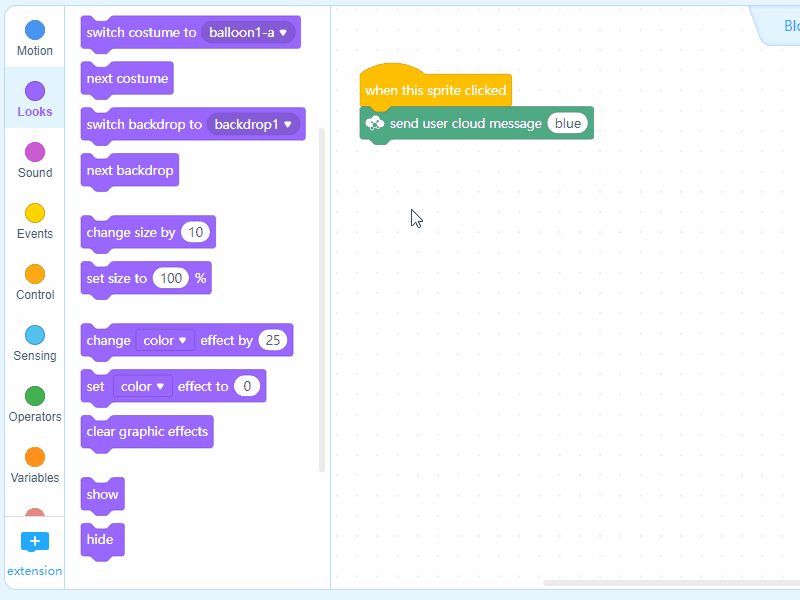 Motion
Looks
Sound
Events
Control
Sensing
Operators
Variables
extension
switch costume to balloon1-a
next costume
switch backdrop to backdrop1
next backdrop
change size by 10
set size to 100 %
change color effect by 25
set color effect to 0
clear graphic effects
show
hide
when this sprite clicked
send user cloud message blue